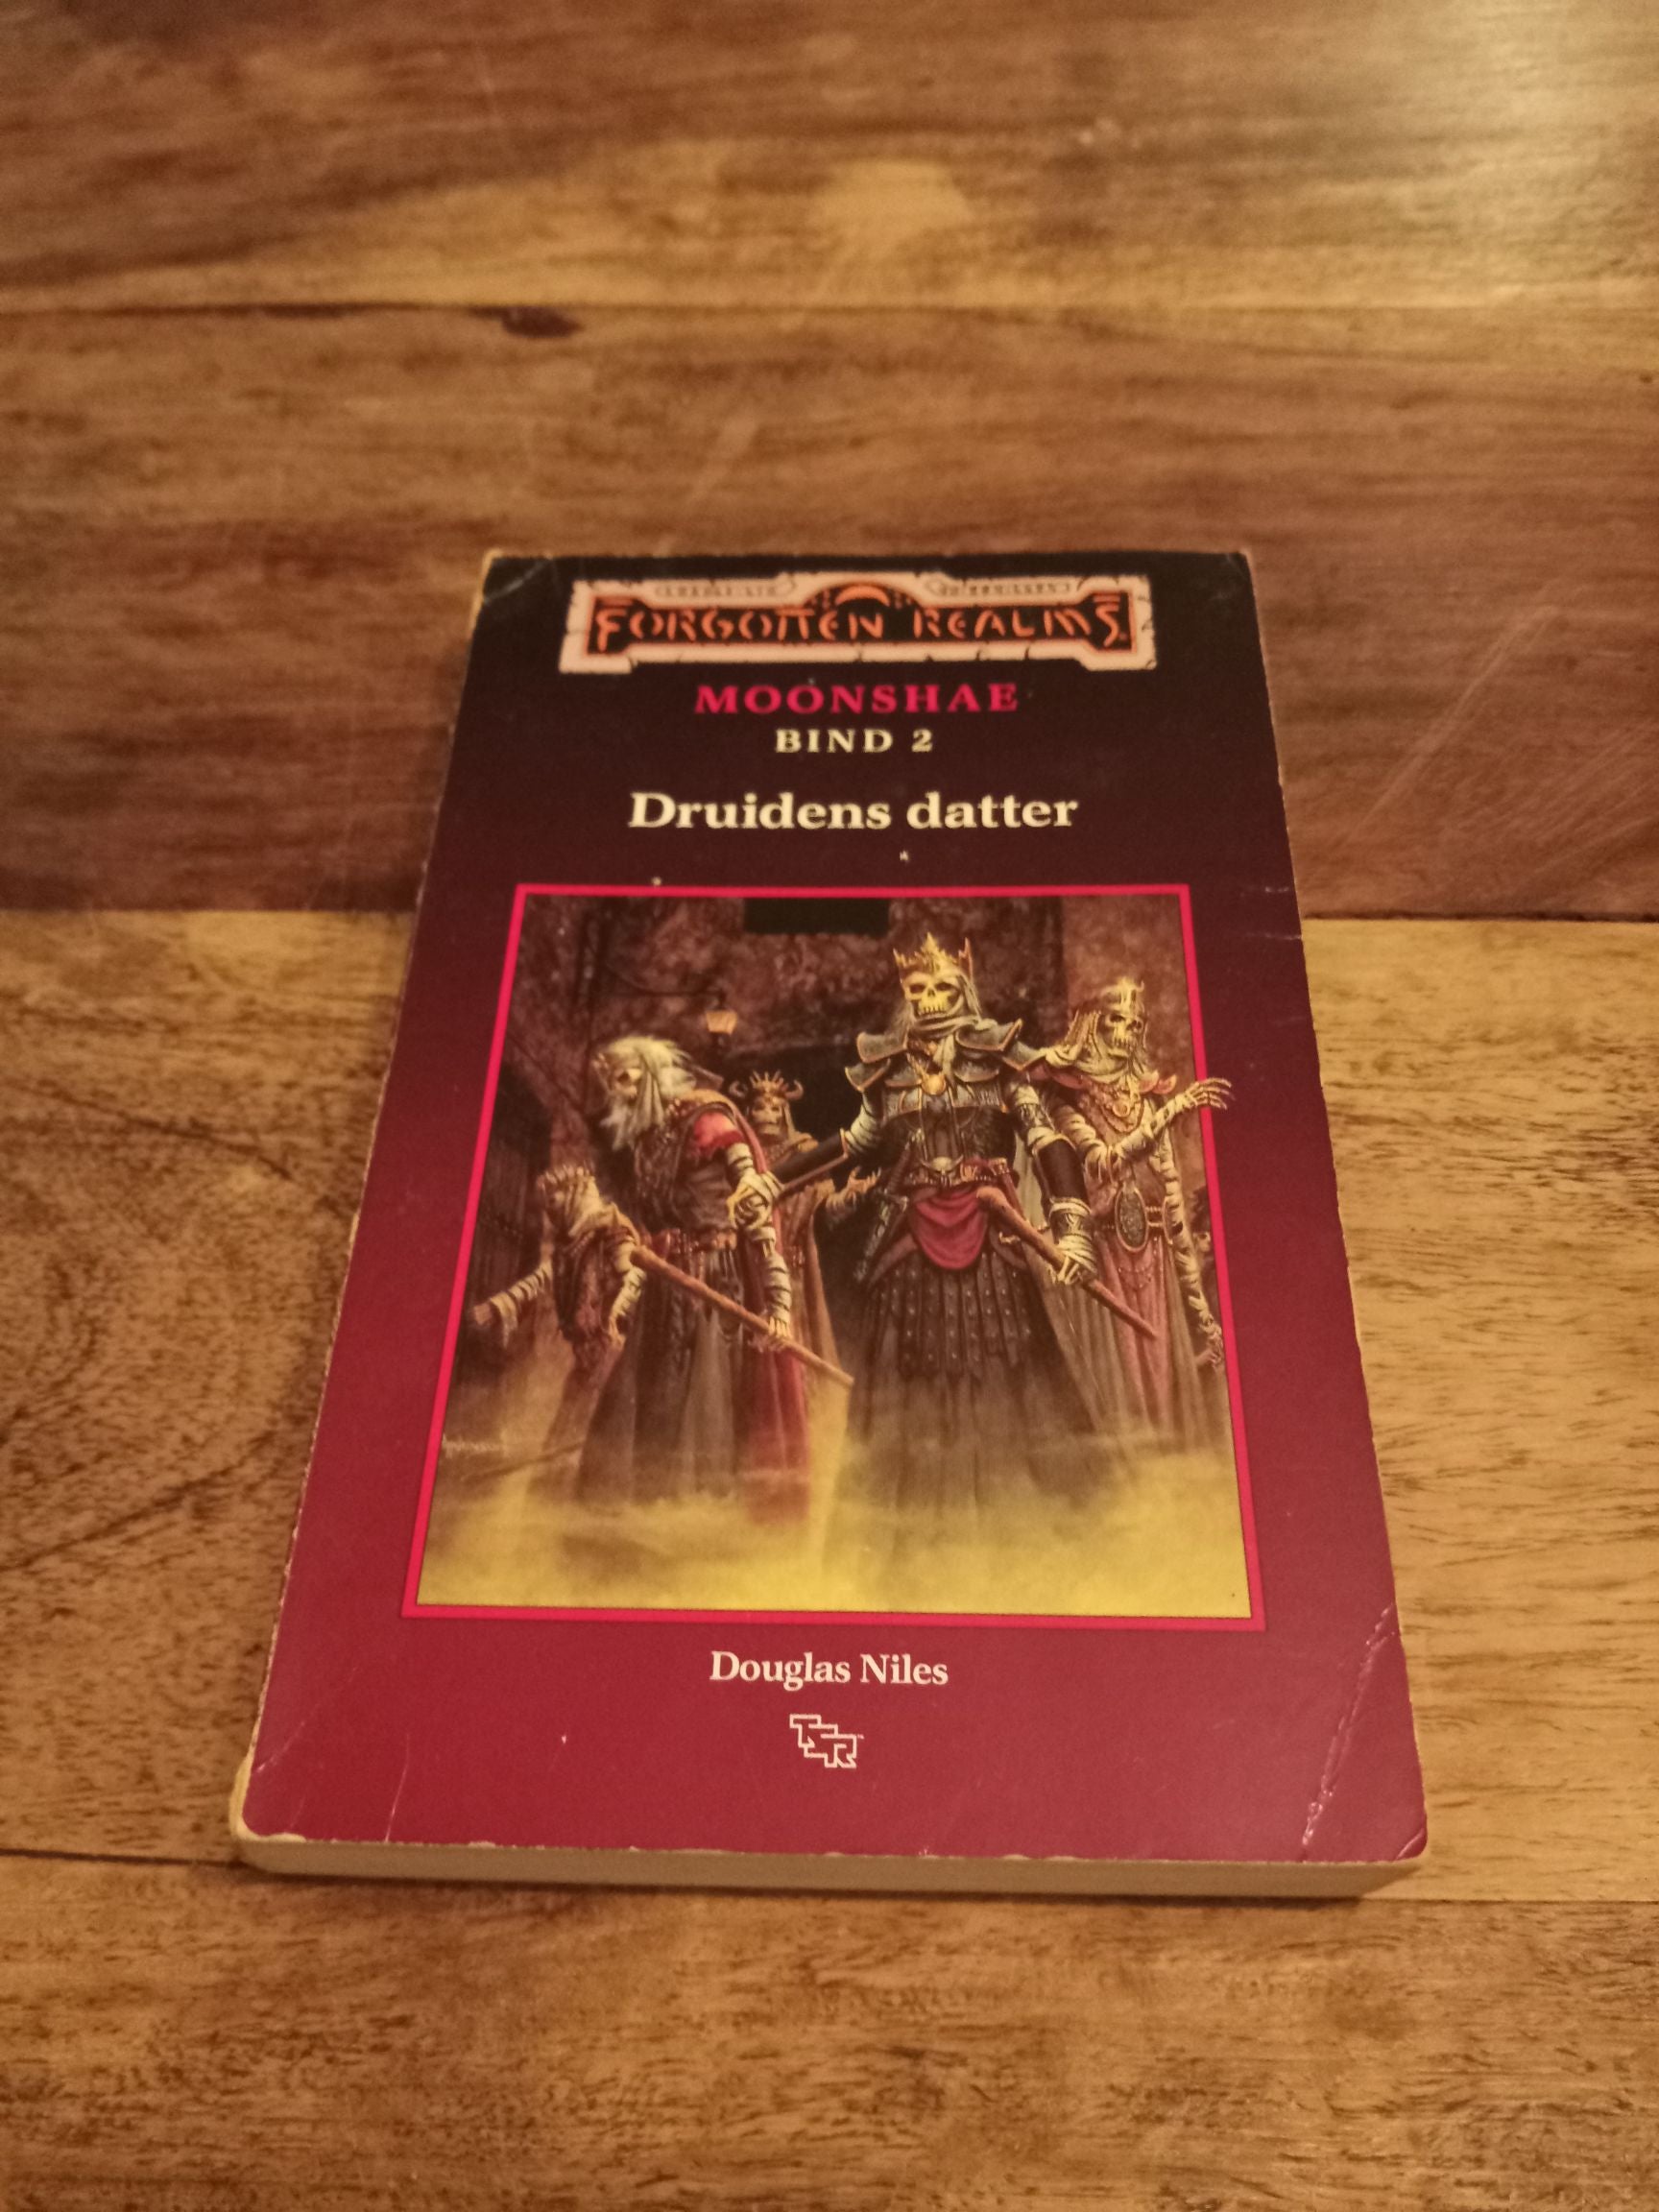 FORGOTTEN REALMS
MOONSHAE
BIND 2
Druidens datter
Douglas Niles
TSR